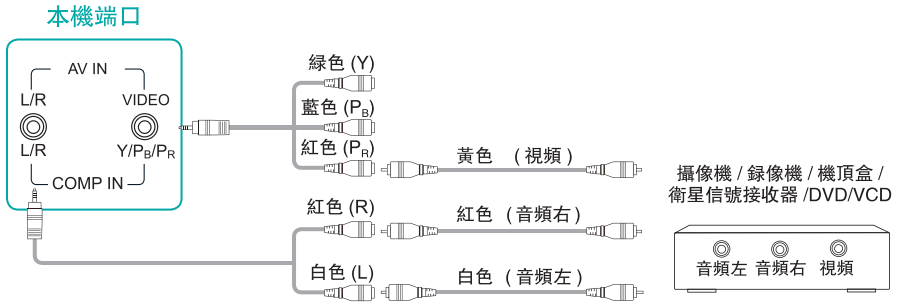 本機端口
AV IN
L/R VIDEO
L/R Y/PB/PR
COMP IN
緑色 (Y)
藍色 (PB)
紅色 (PR)
黃色 (視頻)
紅色 (R)
紅色 (音頻右)
白色 (L)
白色 (音頻左)
攝像機 / 録像機 / 機頂盒 /
衛星信號接收器 /DVD/VCD
音頻左 音頻右 視頻